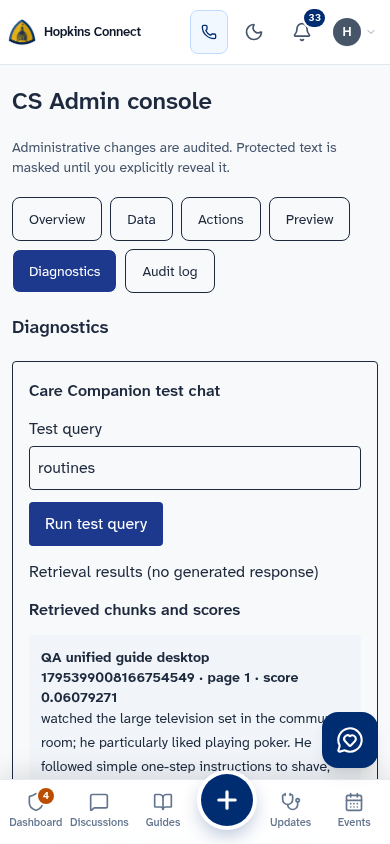 Hopkins Connect
33
H
CS Admin console
Administrative changes are audited. Protected text is
masked until you explicitly reveal it.
Overview
Data
Actions
Preview
Diagnostics
Audit log
Diagnostics
Care Companion test chat
Test query
routines
Run test query
Retrieval results (no generated response)
Retrieved chunks and scores
QA unified guide desktop
1795399008166754549 · page 1 · score
0.06079271
watched the large television set in the
room; he particularly liked playing poker. He
followed simple one-step instructions to shave,
4
Dashboard
Discussions
Guides
Updates
Events